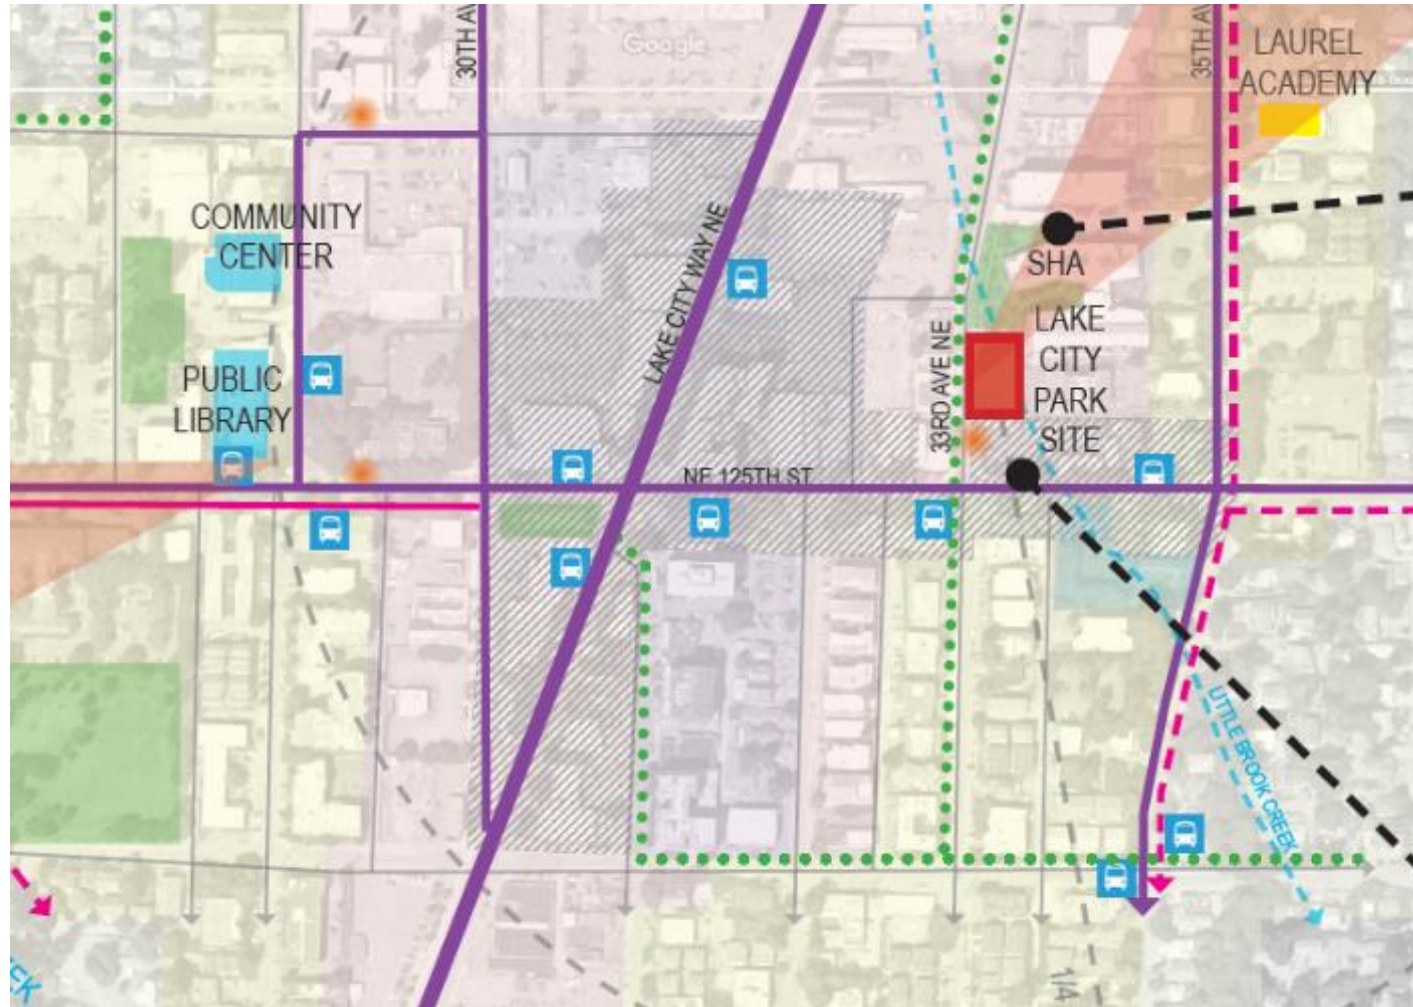 30TH AV
Google
35TH AV
LAUREL
ACADEMY
COMMUNITY
CENTER
LAKE CITY WAY NE
SHA
LAKE
CITY
PARK
SITE
33RD AVE NE
PUBLIC
LIBRARY
NE 125TH ST
LITTLE BROOK CREEK
1/4
EK